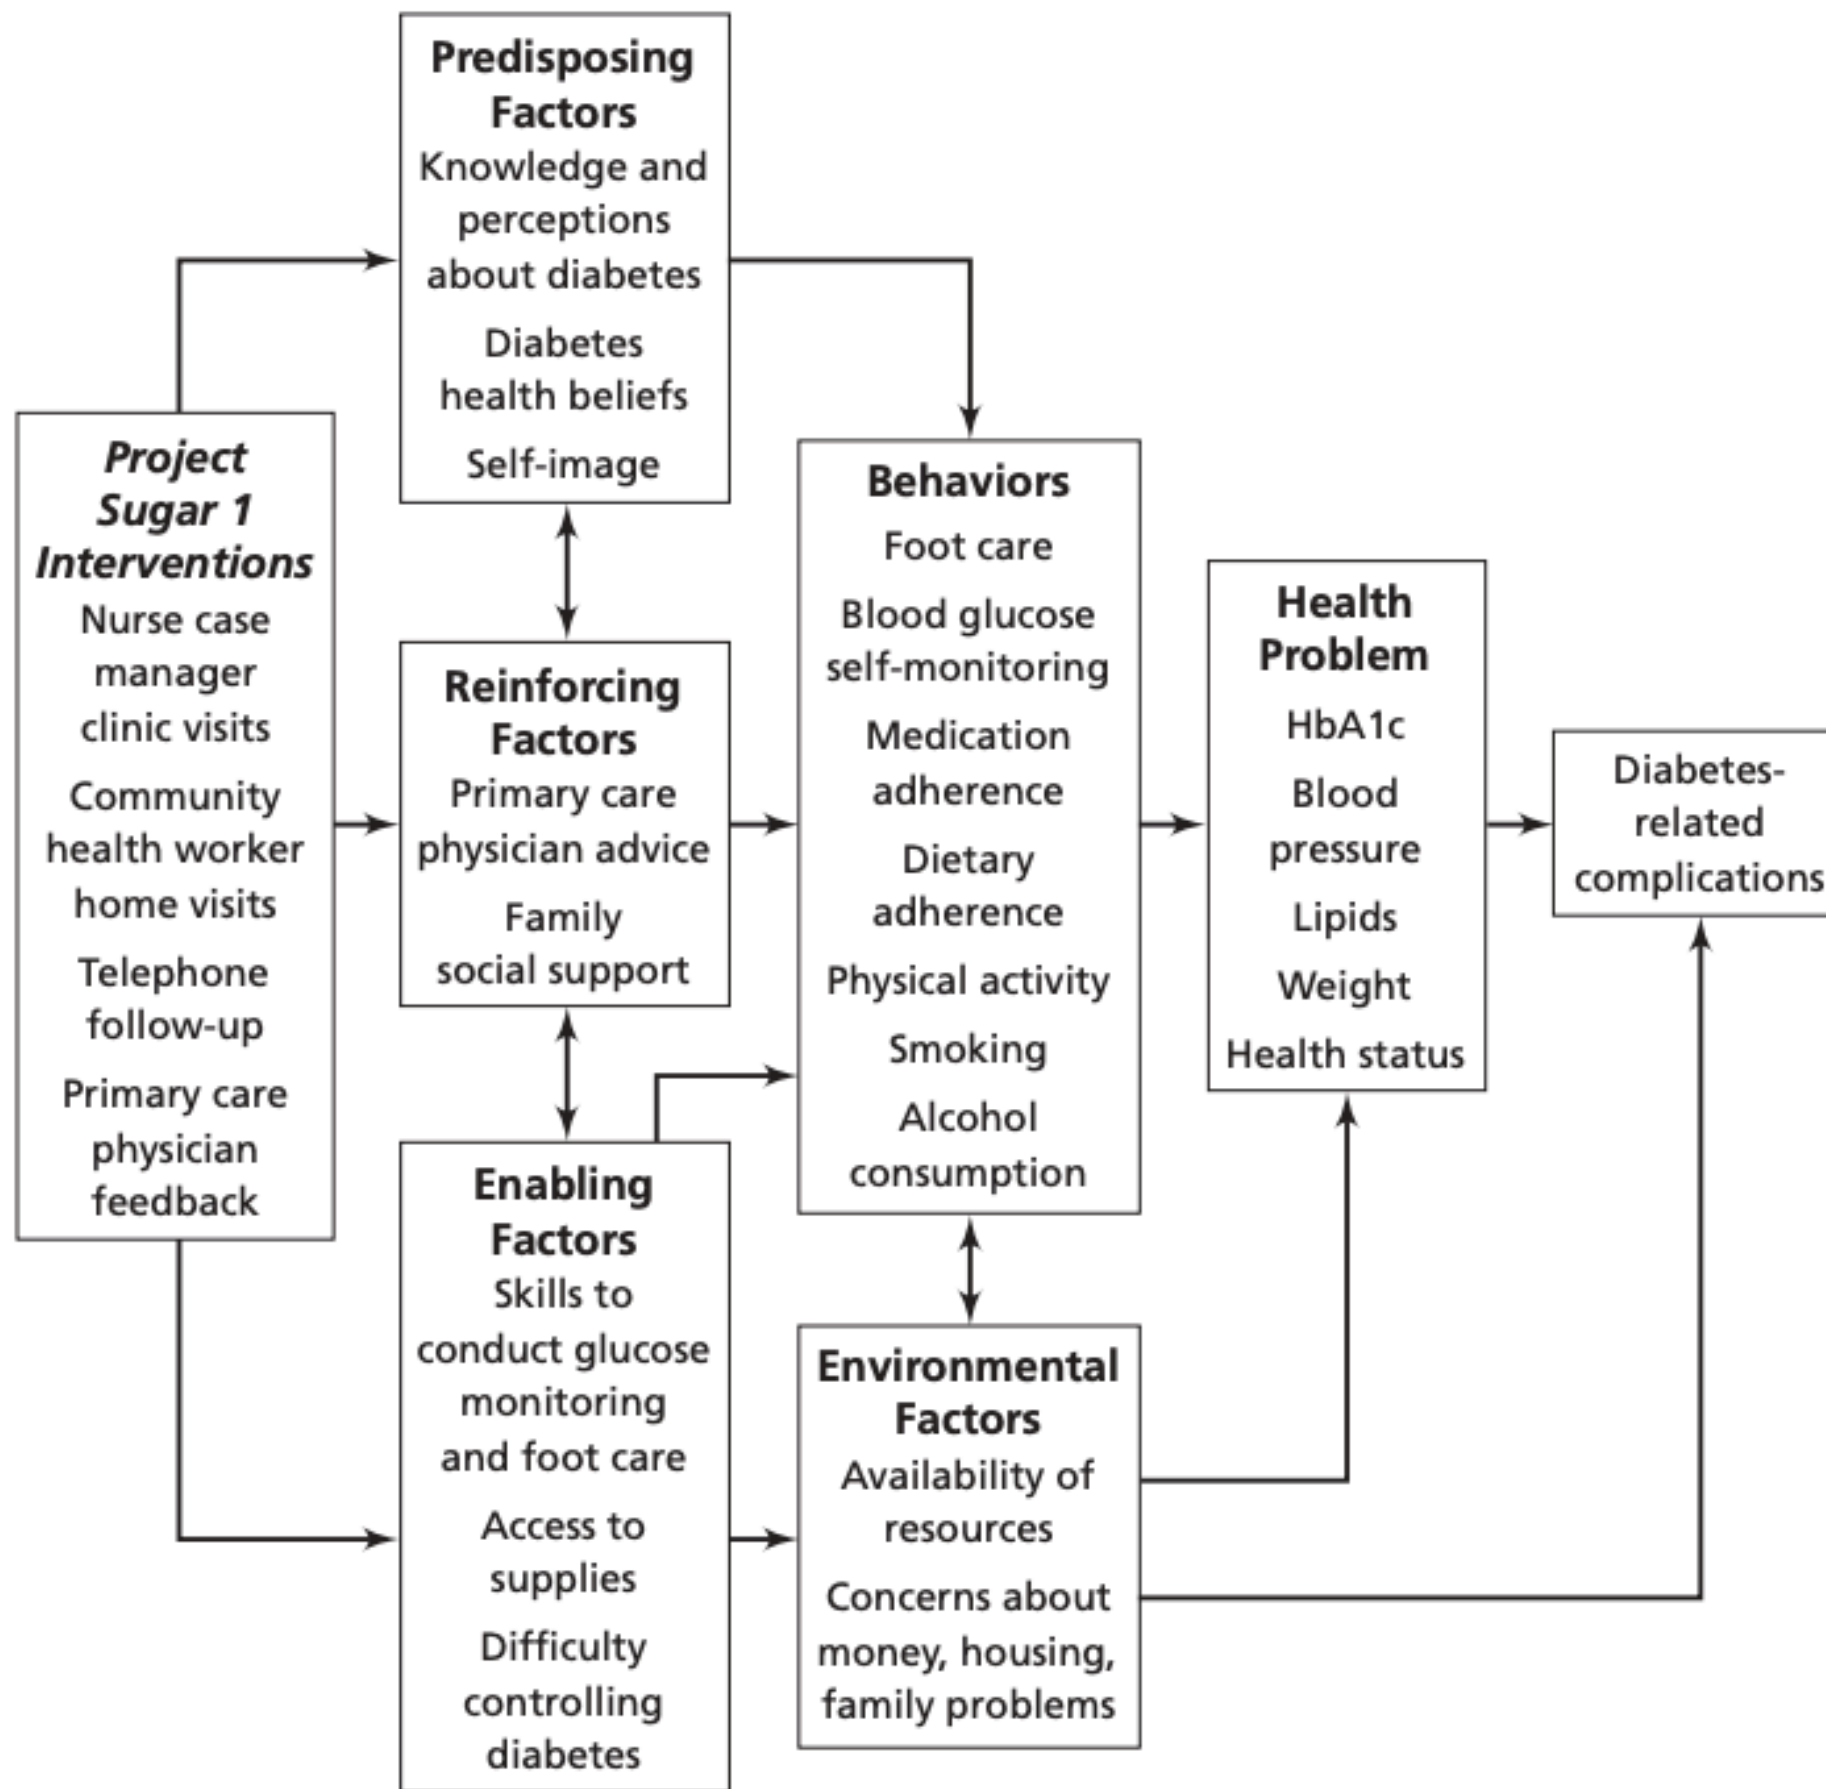 Predisposing
Factors
Knowledge and
perceptions
about diabetes
Diabetes
health beliefs
Self-image
Project
Sugar 1
Interventions
Nurse case
manager
clinic visits
Community
health worker
home visits
Telephone
follow-up
Primary care
physician
feedback
Reinforcing
Factors
Primary care
physician advice
Family
social support
Enabling
Factors
Skills to
conduct glucose
monitoring
and foot care
Access to
supplies
Difficulty
controlling
diabetes
Behaviors
Foot care
Blood glucose
self-monitoring
Medication
adherence
Dietary
adherence
Physical activity
Smoking
Alcohol
consumption
Environmental
Factors
Availability of
resources
Concerns about
money, housing,
family problems
Health
Problem
HbA1c
Blood
pressure
Lipids
Weight
Health status
Diabetes-
related
complications